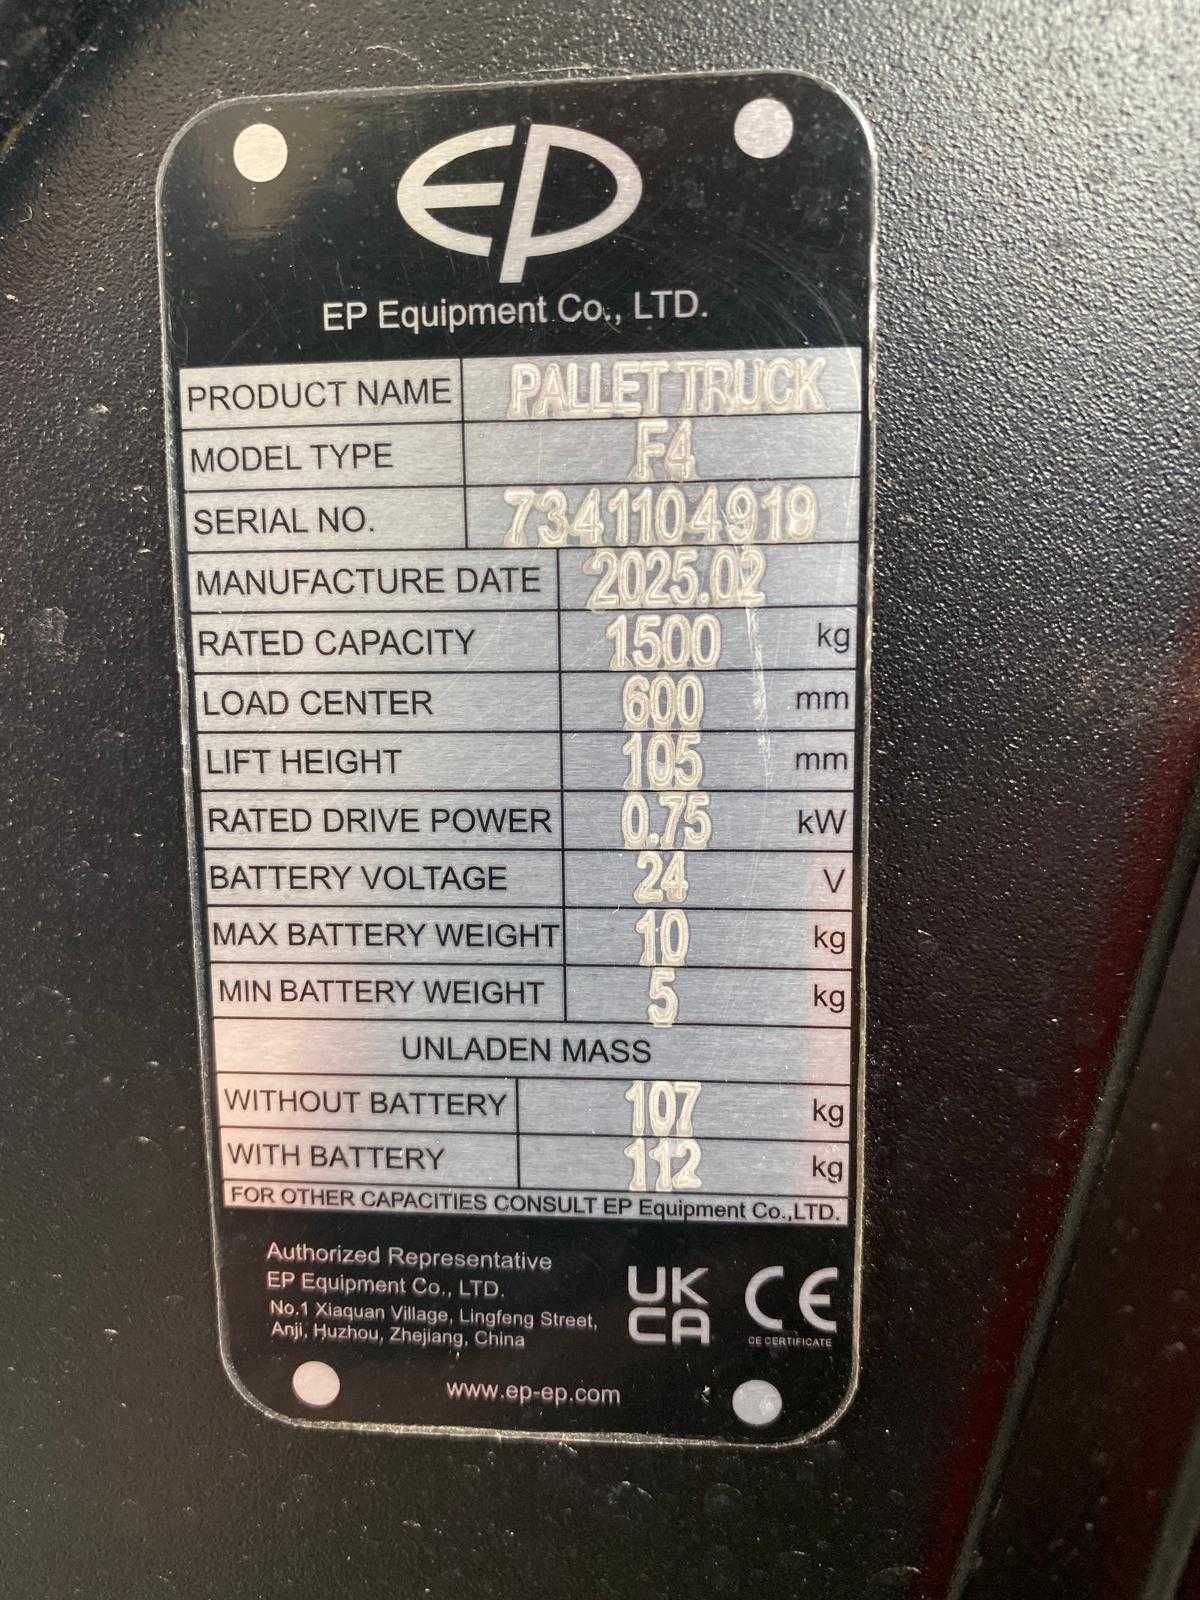 EP
EP Equipment Co., LTD.
PRODUCT NAME PALLET TRUCK
MODEL TYPE F4
SERIAL NO. 7341104919
MANUFACTURE DATE 2025.02
RATED CAPACITY 1500 kg
LOAD CENTER 600 mm
LIFT HEIGHT 105 mm
RATED DRIVE POWER 0.75 kW
BATTERY VOLTAGE 24 V
MAX BATTERY WEIGHT 10 kg
MIN BATTERY WEIGHT 5 kg
UNLADEN MASS
WITHOUT BATTERY 107 kg
WITH BATTERY 112 kg
FOR OTHER CAPACITIES CONSULT EP Equipment Co.,LTD.
Authorized Representative
EP Equipment Co., LTD.
No.1 Xiaquan Village, Lingfeng Street,
Anji, Huzhou, Zhejiang, China
UK
CA
CE
CE CERTIFICATE
www.ep-ep.com